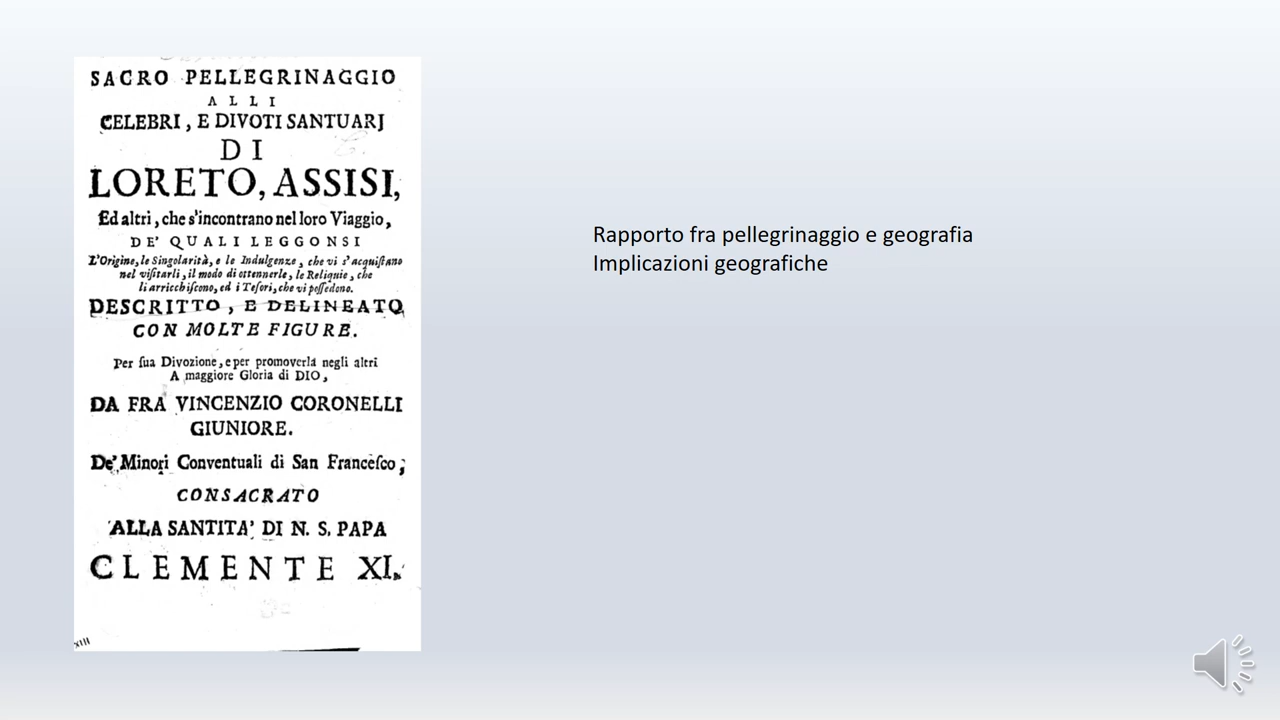 SACRO PELLEGRINAGGIO
ALLI
CELEBRI, E DIVOTI SANTUARJ
DI
LORETO, ASSISI,
Ed altri, che s'incontrano nel loro Viaggio,
DE' QUALI LEGGONSI
L'Origine, le Singolarità, e le Indulgenze, che vi s'acquiſtano
nel viſitarli, il modo di ottennerle, le Reliquie, che
li arricchiſcono, ed i Teſori, che vi poſſedono.
DESCRITTO, E DELINEATO
CON MOLTE FIGURE.
Per ſua Divozione, e per promoverla negli altri
A maggiore Gloria di DIO,
DA FRA VINCENZIO CORONELLI
GIUNIORE.
De' Minori Conventuali di San Franceſco;
CONSACRATO
ALLA SANTITA' DI N. S. PAPA
CLEMENTE XI.
XIII
Rapporto fra pellegrinaggio e geografia
Implicazioni geografiche